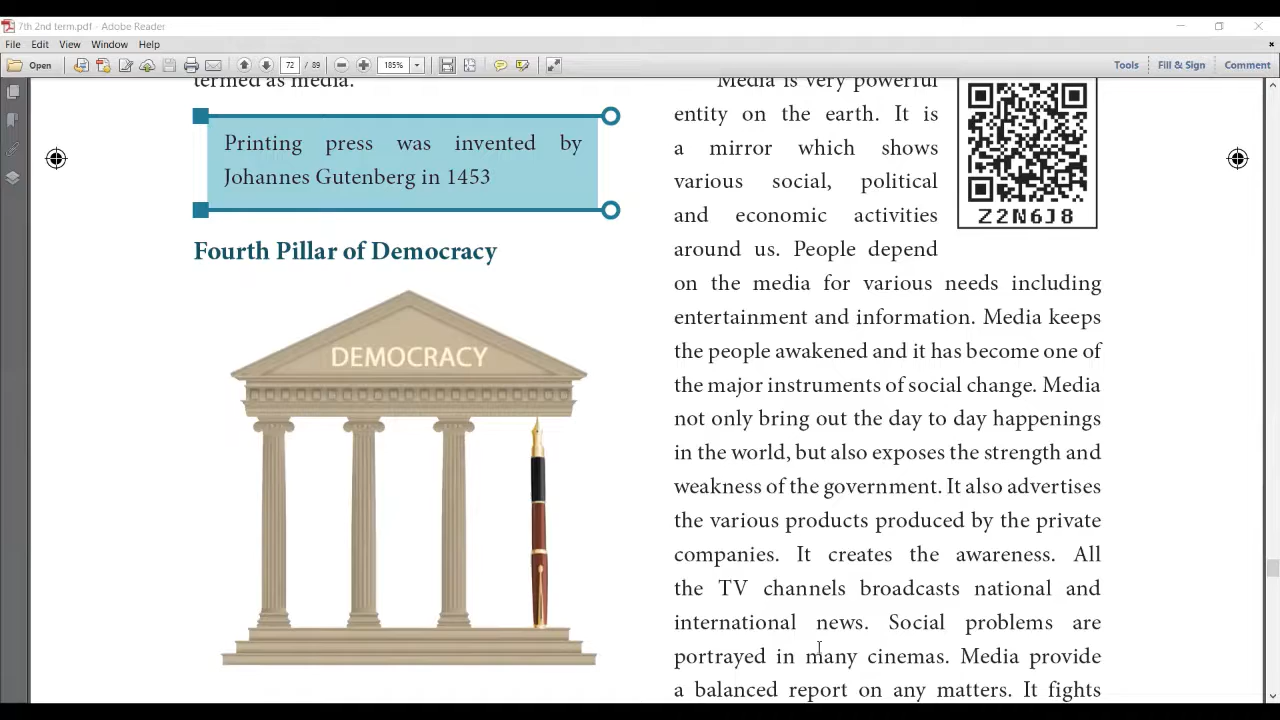 7th 2nd term.pdf - Adobe Reader
File Edit View Window Help
Open 72 / 89 185% Tools Fill & Sign Comment
termed as media.
Printing press was invented by
Johannes Gutenberg in 1453
Fourth Pillar of Democracy
DEMOCRACY
Media is very powerful
entity on the earth. It is
a mirror which shows
various social, political
and economic activities
around us. People depend
on the media for various needs including
entertainment and information. Media keeps
the people awakened and it has become one of
the major instruments of social change. Media
not only bring out the day to day happenings
in the world, but also exposes the strength and
weakness of the government. It also advertises
the various products produced by the private
companies. It creates the awareness. All
the TV channels broadcasts national and
international news. Social problems are
portrayed in many cinemas. Media provide
a balanced report on any matters. It fights
Z2N6J8